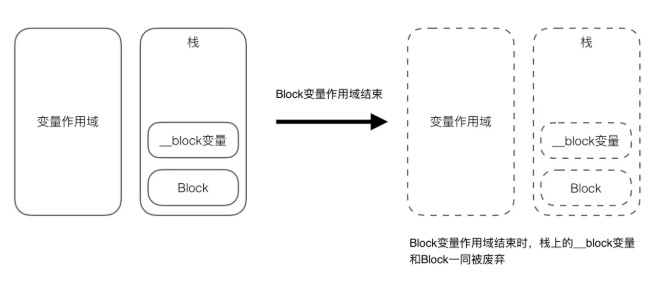 栈
变量作用域
__block变量
Block
Block变量作用域结束
栈
变量作用域
__block变量
Block
Block变量作用域结束时，栈上的__block变量
和Block一同被废弃